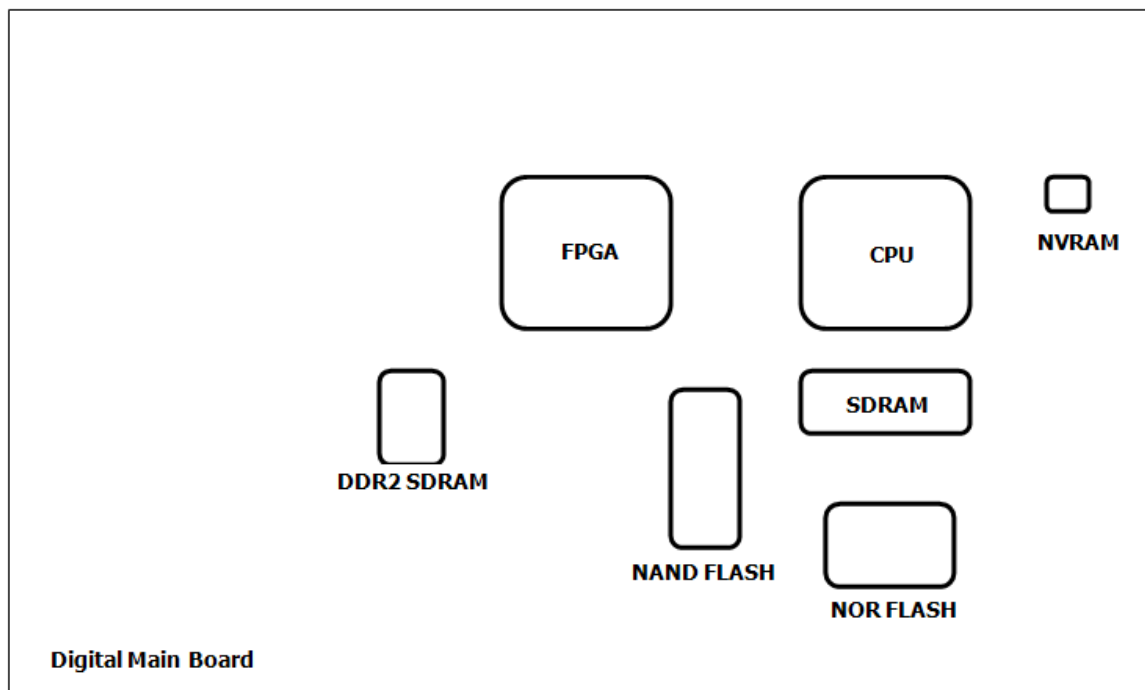 FPGA
CPU
NVRAM
SDRAM
DDR2 SDRAM
NAND FLASH
NOR FLASH
Digital Main Board